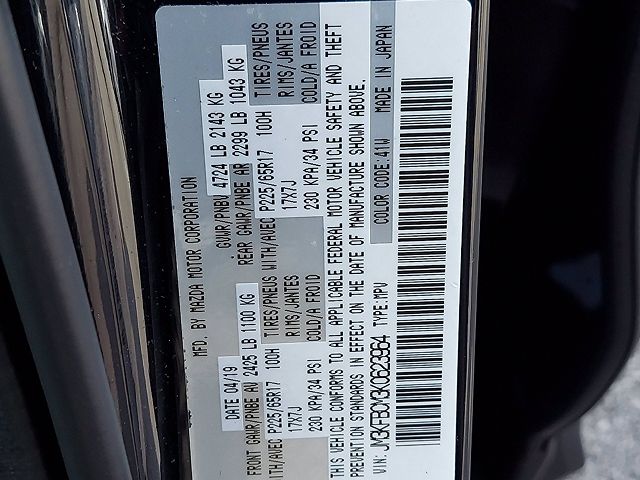 MFD. BY MAZDA MOTOR CORPORATION
DATE 04/19 GVWR/PNBV 4724 LB 2143 KG
FRONT GAWR/PNBE AV 2425 LB 1100 KG REAR GAWR/PNBE AR 2299 LB 1043 KG
ITH/AVEC P225/65R17 100H TIRES/PNEUS WITH/AVEC P225/65R17 100H TIRES/PNEUS
17X7J RIMS/JANTES 17X7J RIMS/JANTES
230 KPA/34 PSI COLD/A FROID 230 KPA/34 PSI COLD/A FROID
THIS VEHICLE CONFORMS TO ALL APPLICABLE FEDERAL MOTOR VEHICLE SAFETY AND THEFT
PREVENTION STANDARDS IN EFFECT ON THE DATE OF MANUFACTURE SHOWN ABOVE.
VIN: JM3KFBCM3K0623964 TYPE: MPV COLOR CODE: 41W MADE IN JAPAN